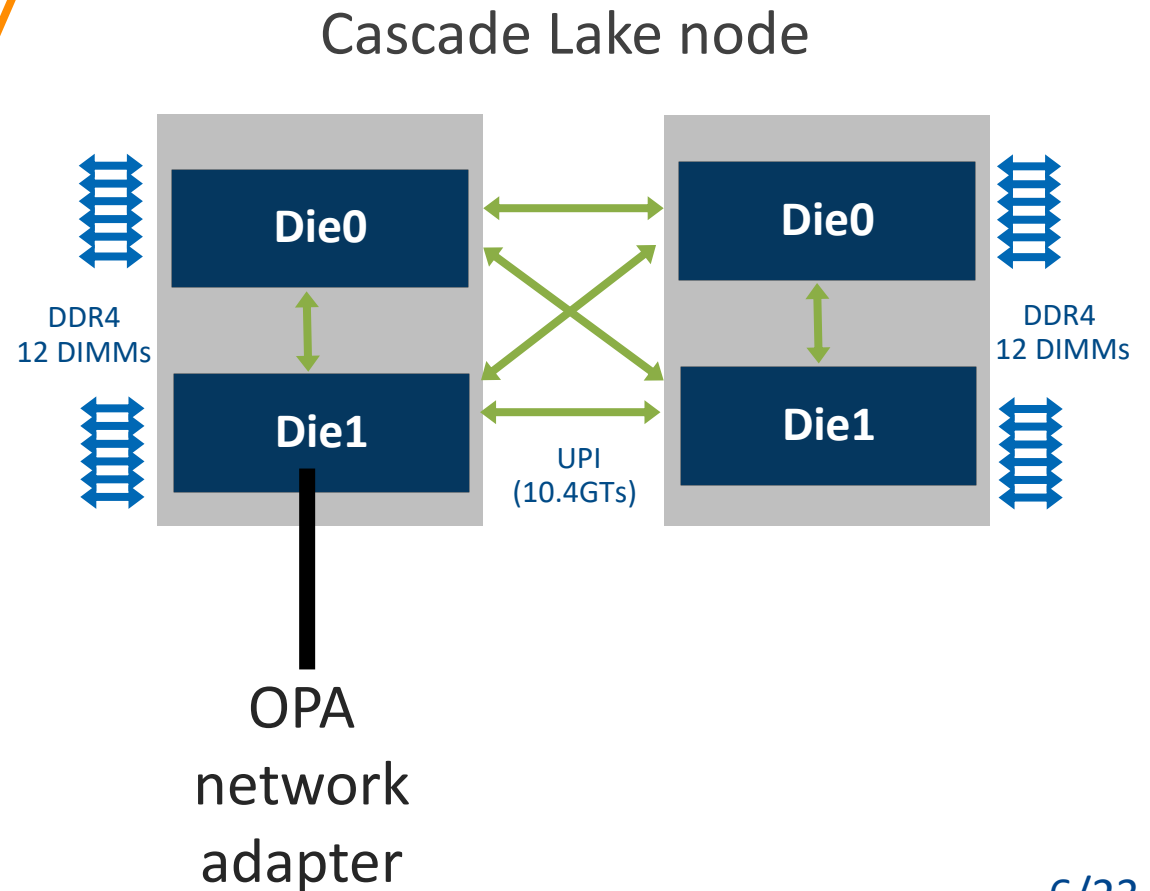 Cascade Lake node
Die0
Die0
DDR4
12 DIMMs
DDR4
12 DIMMs
Die1
Die1
UPI
(10.4GTs)
OPA
network
adapter